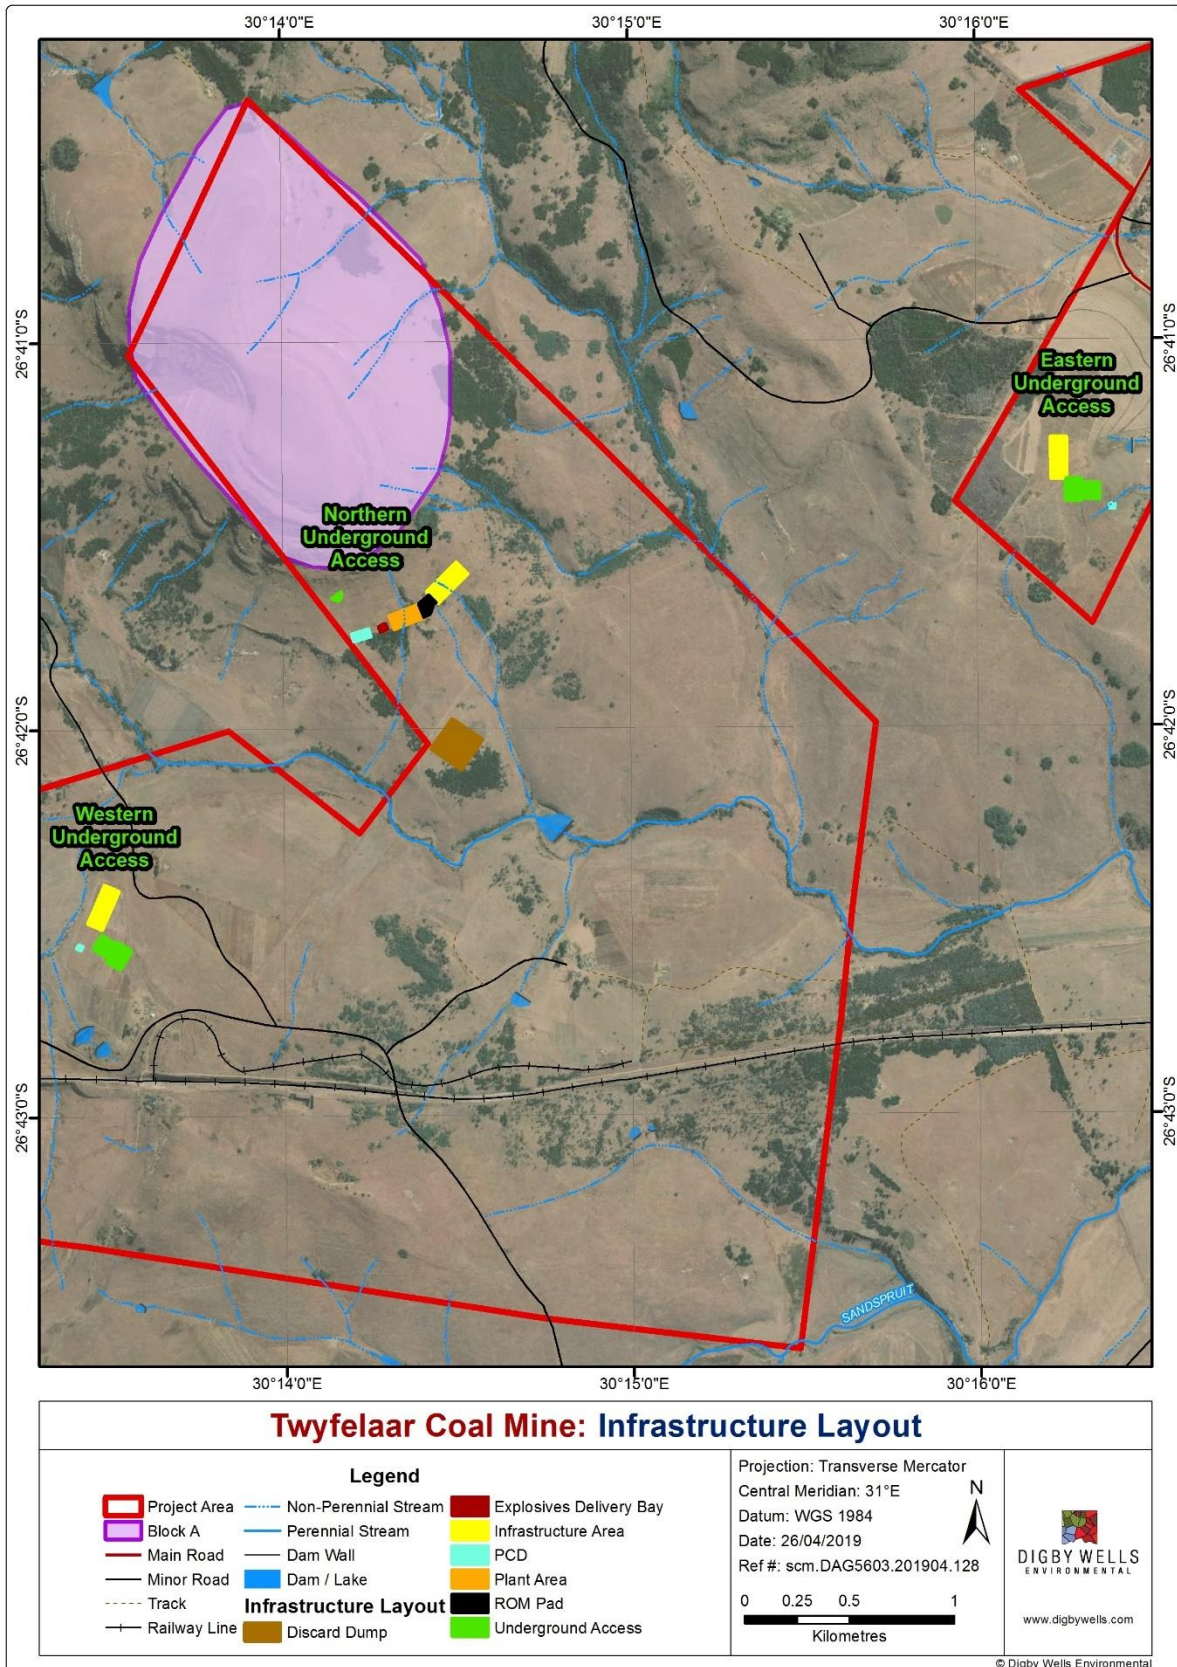 30°14'0"E
30°15'0"E
30°16'0"E
26°41'0"S
26°41'0"S
Eastern
Underground
Access
Northern
Underground
Access
26°42'0"S
26°42'0"S
Western
Underground
Access
26°43'0"S
26°43'0"S
SANDSPRUIT
30°14'0"E
30°15'0"E
30°16'0"E
Twyfelaar Coal Mine: Infrastructure Layout
Legend
Project Area
Block A
Main Road
Minor Road
Track
Railway Line
Non-Perennial Stream
Perennial Stream
Dam Wall
Dam / Lake
Infrastructure Layout
Discard Dump
Explosives Delivery Bay
Infrastructure Area
PCD
Plant Area
ROM Pad
Underground Access
Projection: Transverse Mercator
Central Meridian: 31°E
Datum: WGS 1984
Date: 26/04/2019
Ref #: scm.DAG5603.201904.128
N
0 0.25 0.5 1
Kilometres
DIGBY WELLS
ENVIRONMENTAL
www.digbywells.com
© Digby Wells Environmental